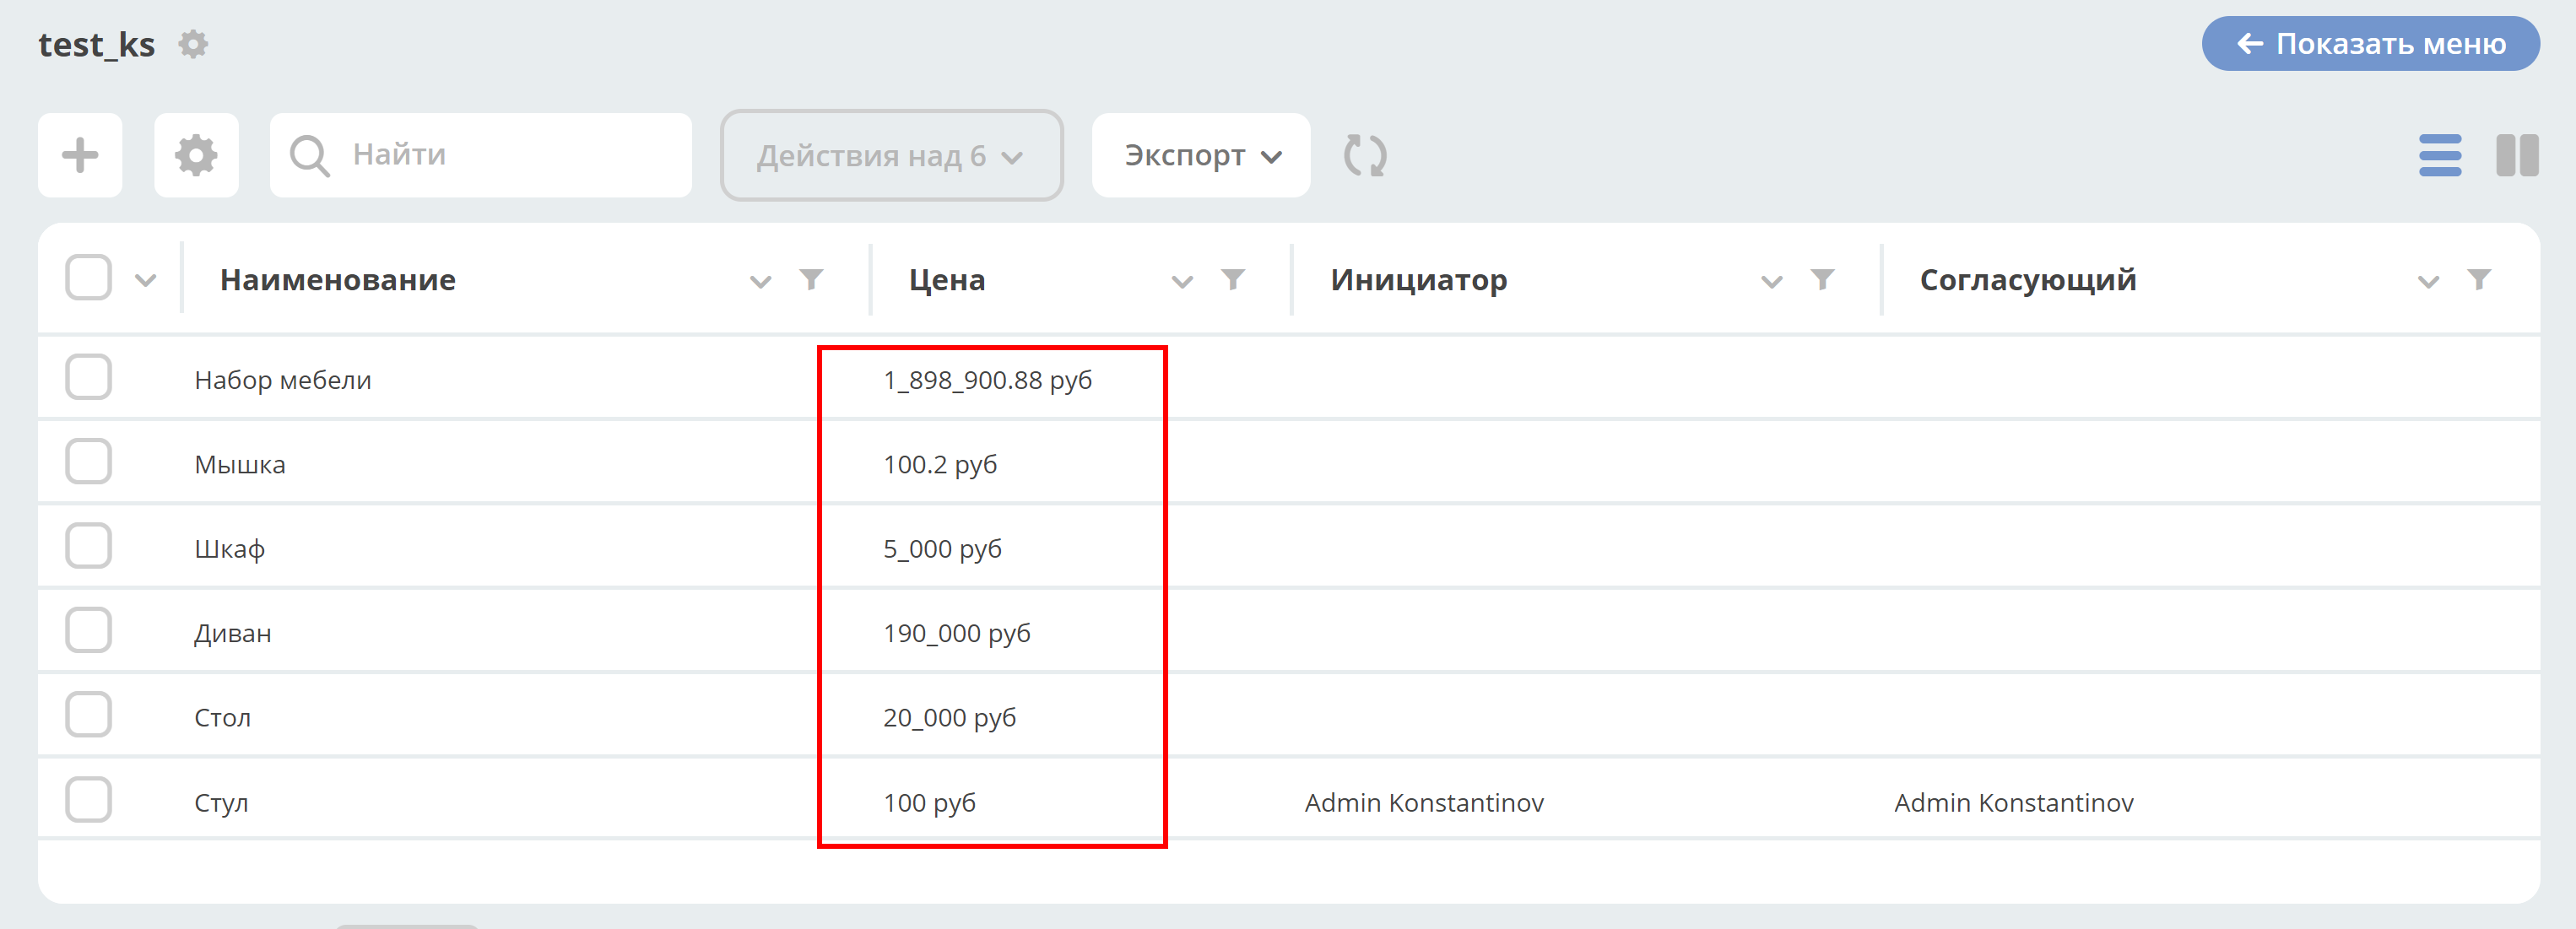 test_ks
Показать меню
Найти
Действия над 6
Экспорт
Наименование Цена Инициатор Согласующий
Набор мебели 1_898_900.88 руб
Мышка 100.2 руб
Шкаф 5_000 руб
Диван 190_000 руб
Стол 20_000 руб
Стул 100 руб Admin Konstantinov Admin Konstantinov